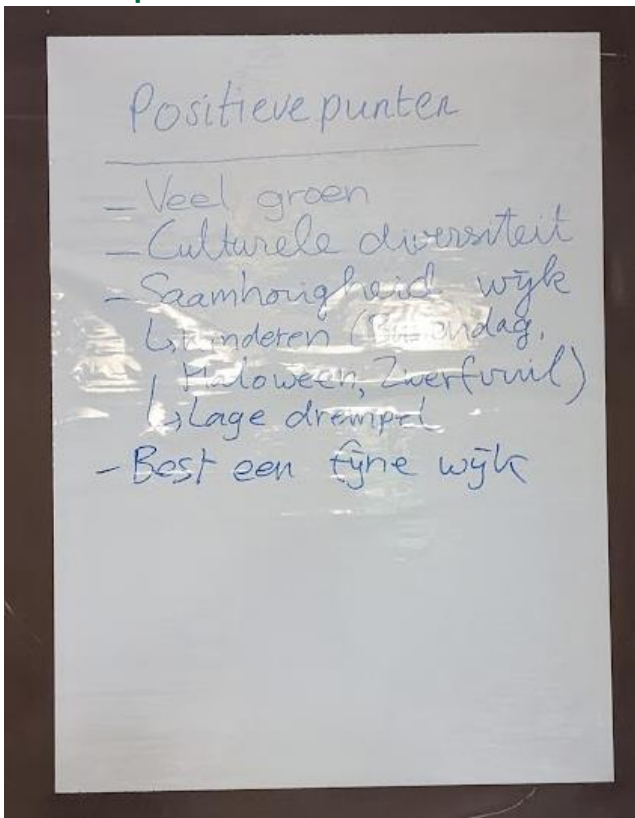 Positieve punten
- Veel groen
- Culturele diversiteit
- Saamhorigheid wijk
↳ kinderen (
Haloween, Zwerfvuil)
↳ Lage drempel
- Best een fijne wijk